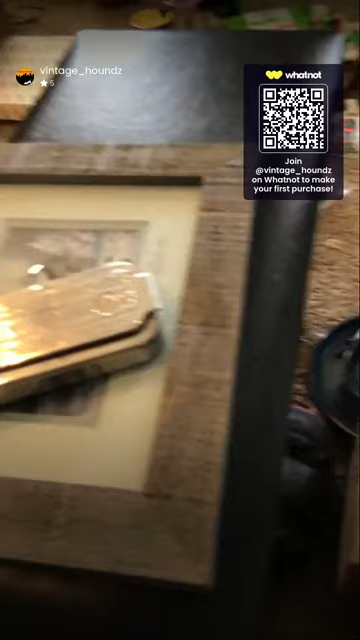 vintage_houndz
5
whatnot
Join
@vintage_houndz
on Whatnot to make
your first purchase!